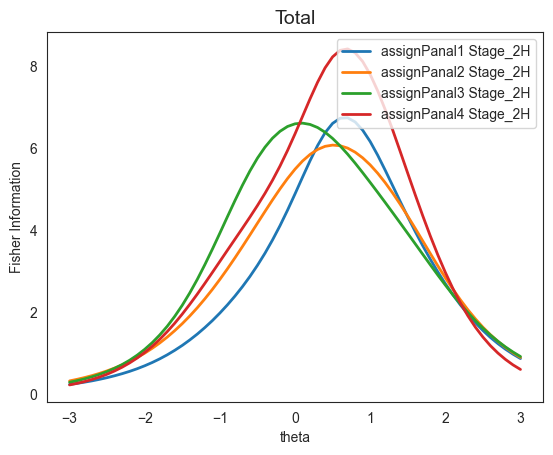 Total
assignPanal1 Stage_2H
assignPanal2 Stage_2H
assignPanal3 Stage_2H
assignPanal4 Stage_2H
Fisher Information
8
6
4
2
0
−3
−2
−1
0
1
2
3
theta